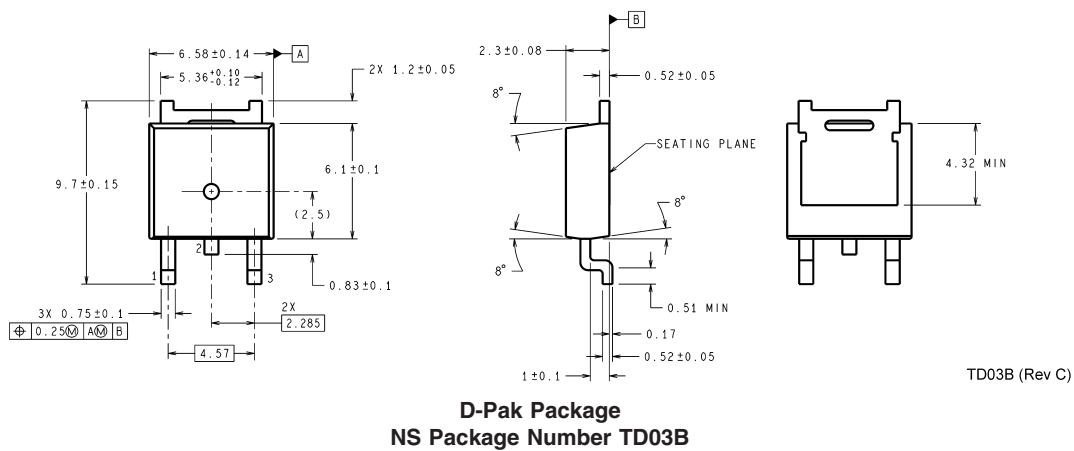 6.58±0.14
A
5.36+0.10 -0.12
2X 1.2±0.05
9.7±0.15
6.1±0.1
(2.5)
2
1
3
0.83±0.1
3X 0.75±0.1
⌖ 0.25Ⓜ AⓂ B
2X
2.285
4.57
B
2.3±0.08
0.52±0.05
8°
SEATING PLANE
8°
8°
0.51 MIN
0.17
0.52±0.05
1±0.1
4.32 MIN
TD03B (Rev C)
D-Pak Package
NS Package Number TD03B